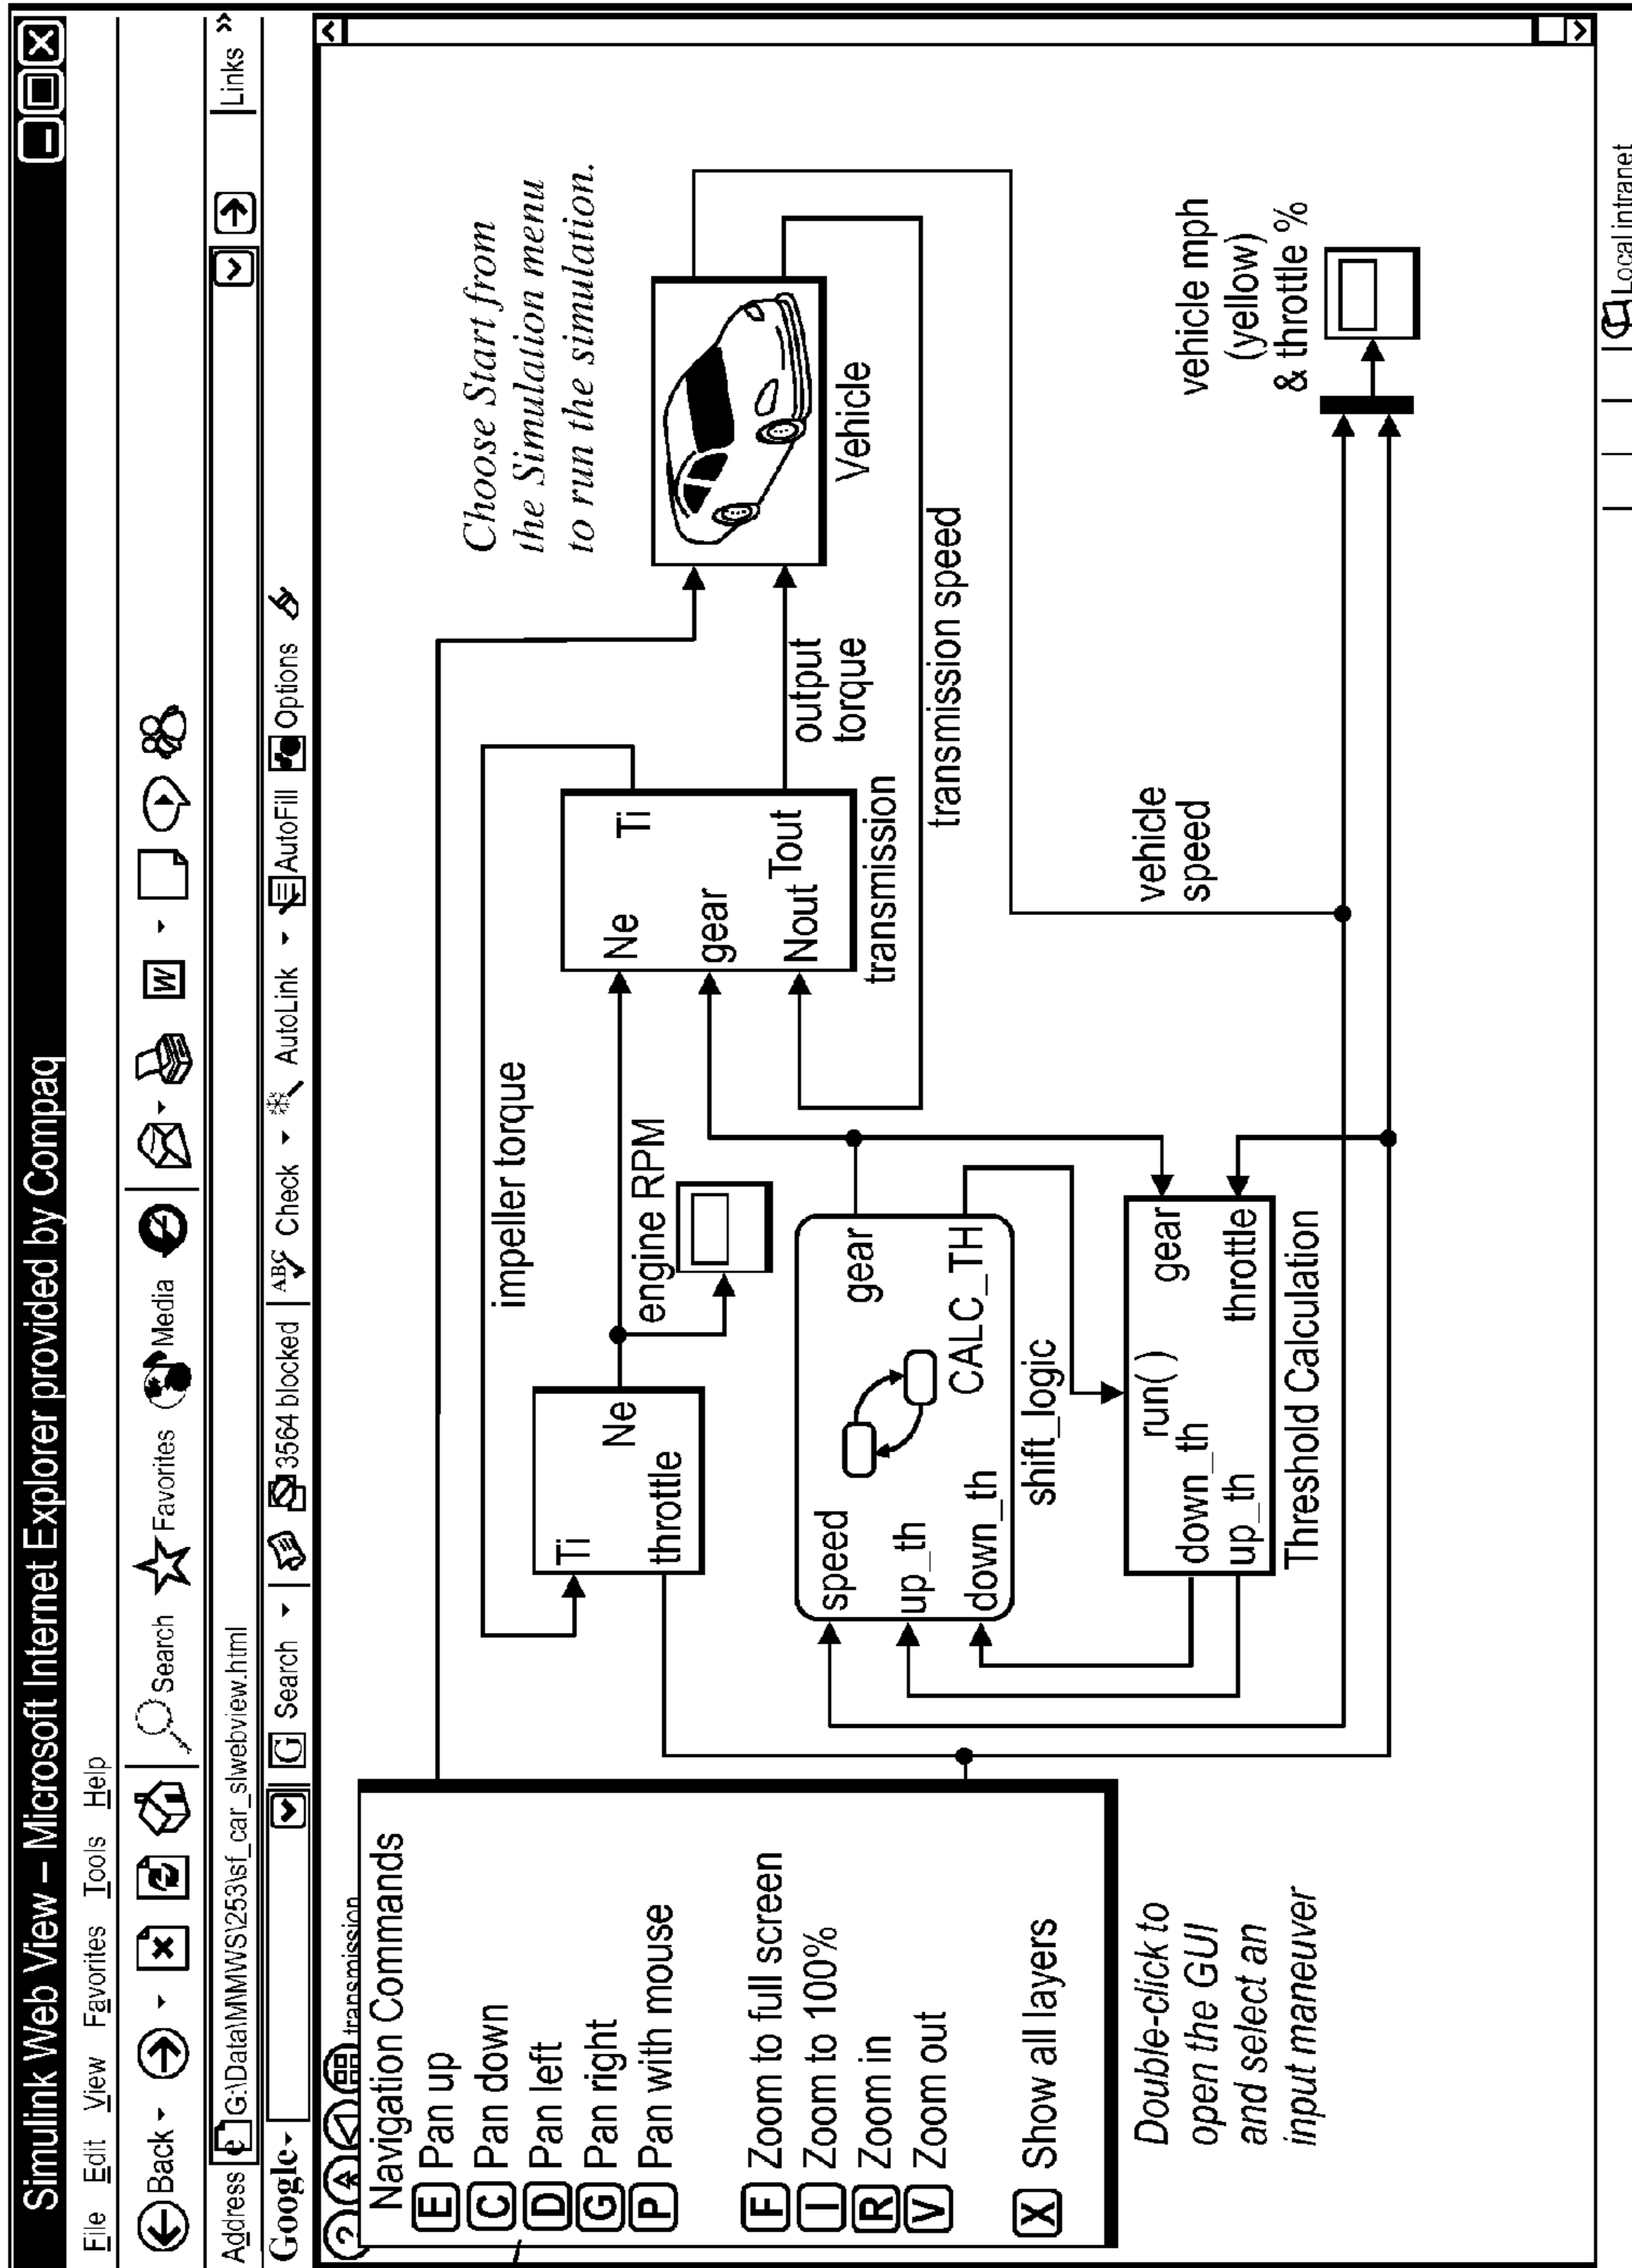 Simulink Web View – Microsoft Internet Explorer provided by Compaq
File Edit View Favorites Tools Help
Back Search Favorites Media W
Address e G:\Data\M\MWS\253\sf_car_slwebview.html Links »
Google G Search 3564 blocked ABC Check AutoLink AutoFill Options
? transmission
Navigation Commands
E Pan up
C Pan down
D Pan left
G Pan right
P Pan with mouse
F Zoom to full screen
I Zoom to 100%
R Zoom in
V Zoom out
X Show all layers
Double-click to
open the GUI
and select an
input maneuver
impeller torque
Ti
Ne
throttle
engine RPM
speed
up_th
down_th
gear
CALC_TH
shift_logic
run()
down_th
up_th
gear
throttle
Threshold Calculation
Ne
gear
Nout
Ti
Tout
transmission
output
torque
transmission speed
Choose Start from
the Simulation menu
to run the simulation.
Vehicle
vehicle
speed
vehicle mph
(yellow)
& throttle %
Local intranet